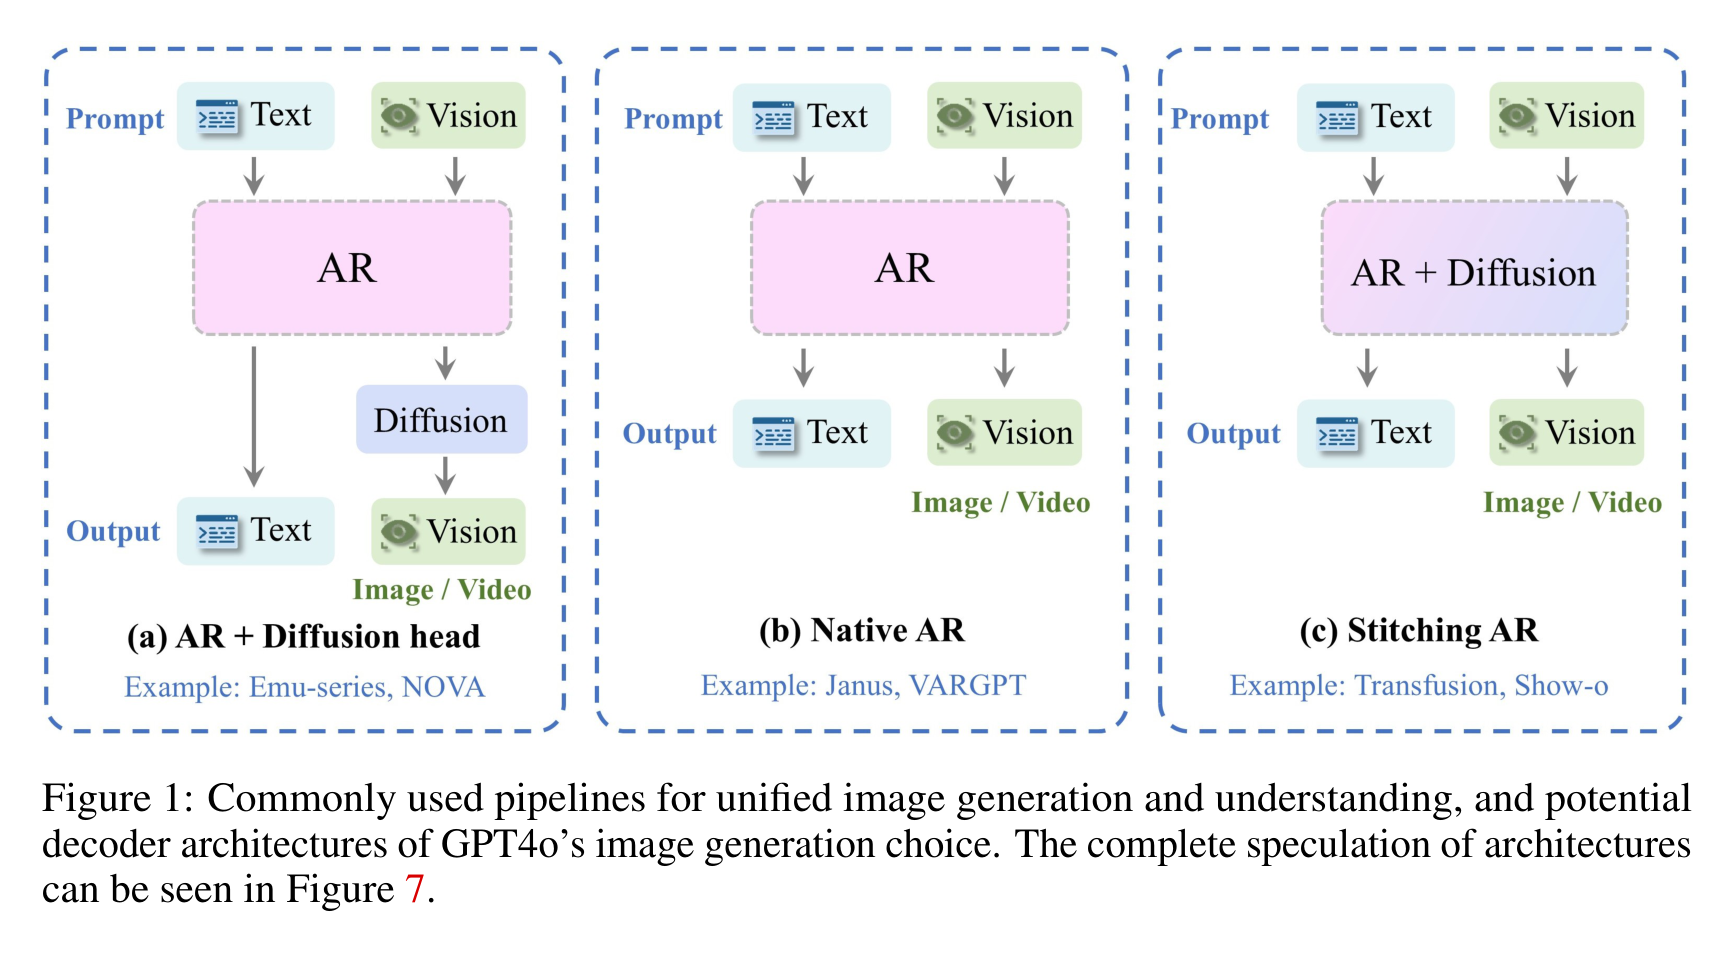 Prompt Text Vision
AR
Diffusion
Output Text Vision
Image / Video
(a) AR + Diffusion head
Example: Emu-series, NOVA
Prompt Text Vision
AR
Output Text Vision
Image / Video
(b) Native AR
Example: Janus, VARGPT
Prompt Text Vision
AR + Diffusion
Output Text Vision
Image / Video
(c) Stitching AR
Example: Transfusion, Show-o
Figure 1: Commonly used pipelines for unified image generation and understanding, and potential
decoder architectures of GPT4o's image generation choice. The complete speculation of architectures
can be seen in Figure 7.